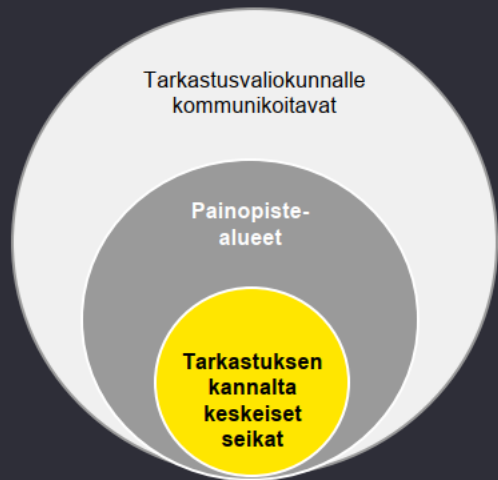 Tarkastusvaliokunnalle
kommunikoitavat
Painopiste-
alueet
Tarkastuksen
kannalta
keskeiset
seikat